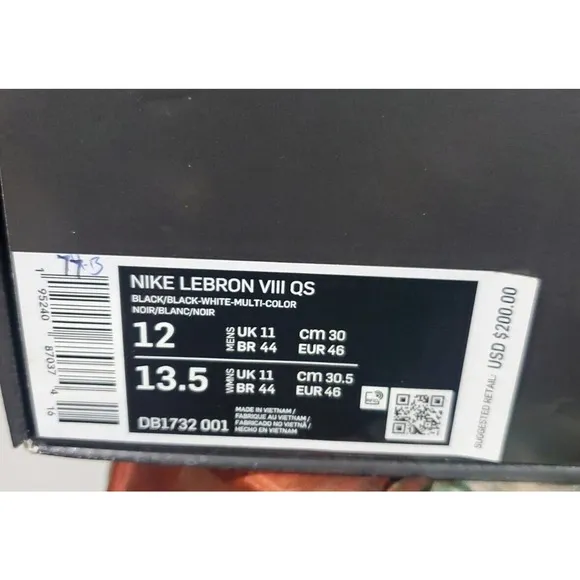 NIKE LEBRON VIII QS
BLACK/BLACK-WHITE-MULTI-COLOR
NOIR/BLANC/NOIR
12 MENS UK 11 cm 30
BR 44 EUR 46
13.5 WMNS UK 11 cm 30.5
BR 44 EUR 46
DB1732 001
MADE IN VIETNAM /
FABRIQUE AU VIETNAM /
FABRICADO NO VIETNÃ /
HECHO EN VIETNAM
1 95240 87037 4 16
SUGGESTED RETAIL: USD $200.00